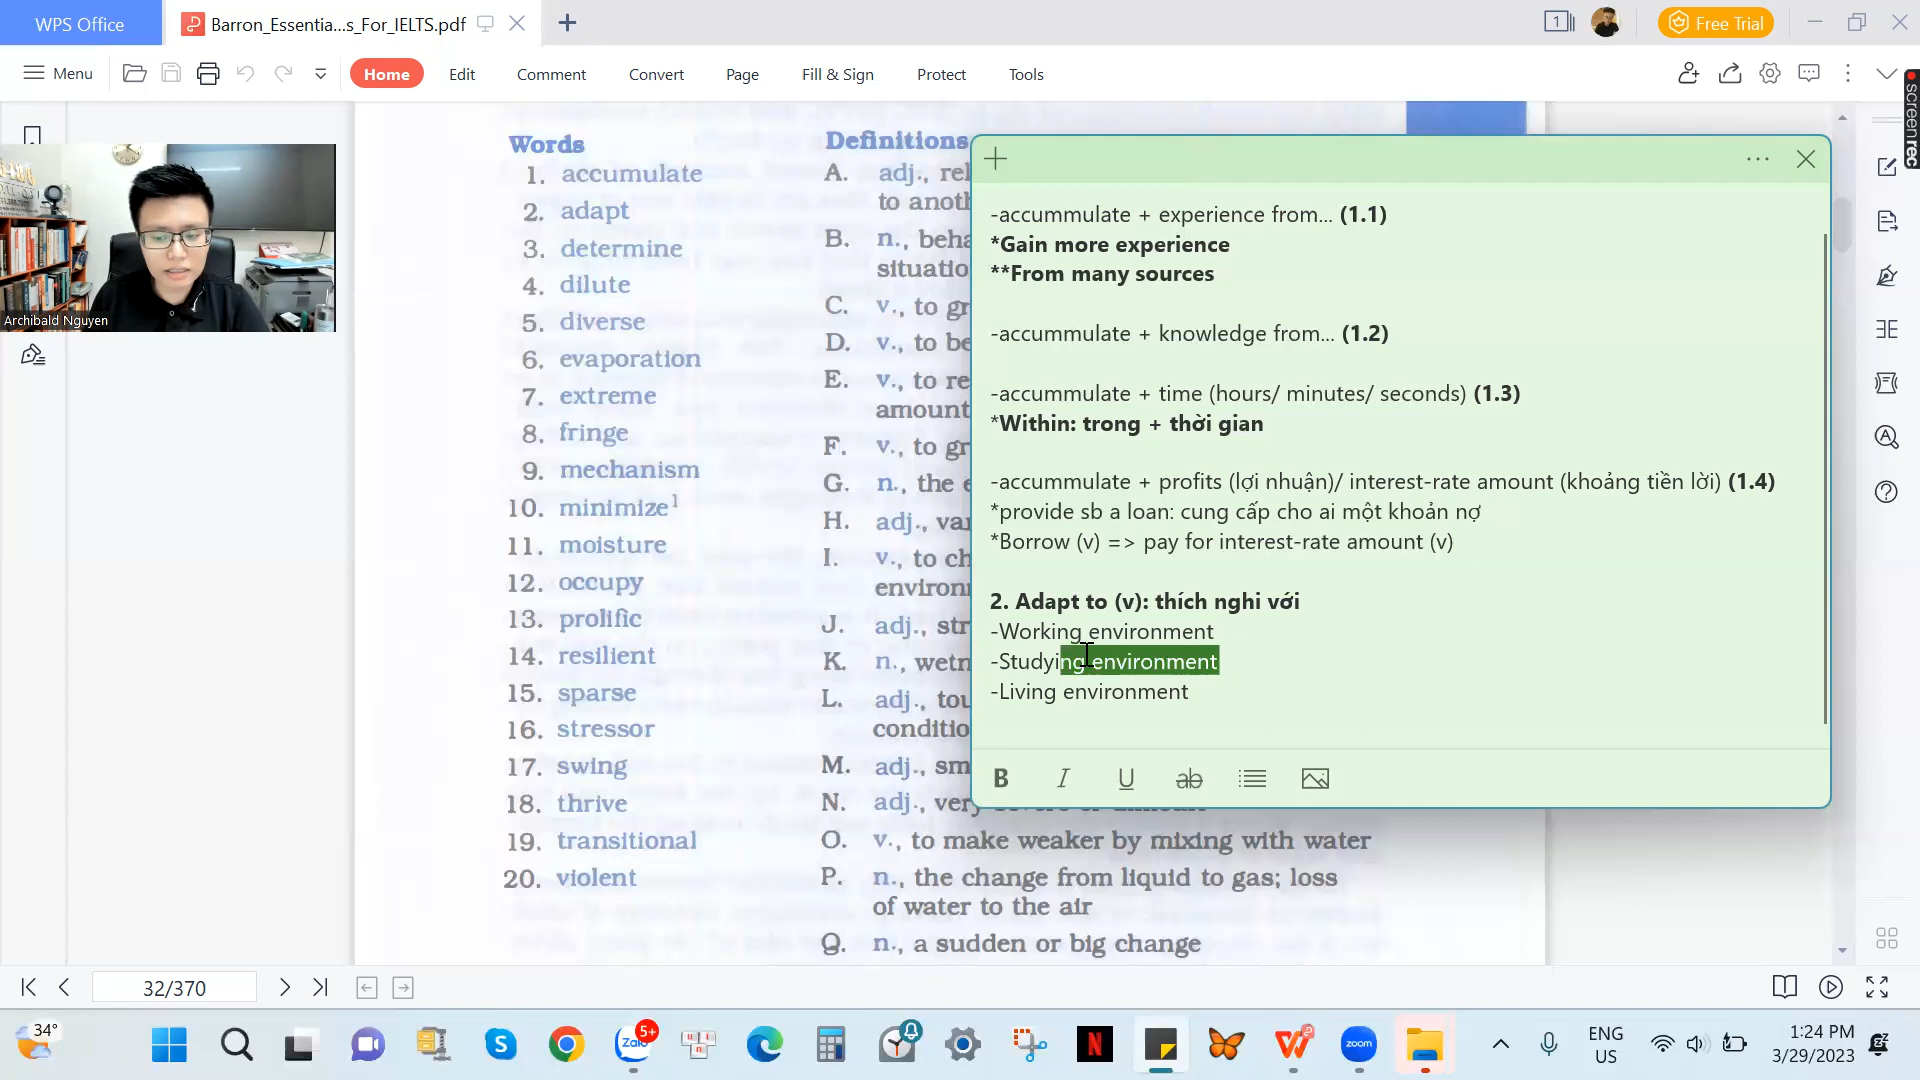 WPS Office
Barron_Essentia...s_For_IELTS.pdf
1
Free Trial
Menu
Home
Edit
Comment
Convert
Page
Fill & Sign
Protect
Tools
screenrec
Archibald Nguyen
Words
1. accumulate
2. adapt
3. determine
4. dilute
5. diverse
6. evaporation
7. extreme
8. fringe
9. mechanism
10. minimize1
11. moisture
12. occupy
13. prolific
14. resilient
15. sparse
16. stressor
17. swing
18. thrive
19. transitional
20. violent
Definitions
A. adj., rel
to anoth
B. n., beha
situatio
C. v., to gr
D. v., to be
E. v., to re
amount
F. v., to gr
G. n., the e
H. adj., var
I. v., to ch
environ
J. adj., str
K. n., wetn
L. adj., tou
conditio
M. adj., sm
N. adj., very severe or difficult
O. v., to make weaker by mixing with water
P. n., the change from liquid to gas; loss
of water to the air
Q. n., a sudden or big change
-accummulate + experience from... (1.1)
*Gain more experience
**From many sources
-accummulate + knowledge from... (1.2)
-accummulate + time (hours/ minutes/ seconds) (1.3)
*Within: trong + thời gian
-accummulate + profits (lợi nhuận)/ interest-rate amount (khoảng tiền lời) (1.4)
*provide sb a loan: cung cấp cho ai một khoản nợ
*Borrow (v) => pay for interest-rate amount (v)
2. Adapt to (v): thích nghi với
-Working environment
-Studying environment
-Living environment
B I U ab
32/370
34°
5+
Zalo
zoom
ENG
US
1:24 PM
3/29/2023